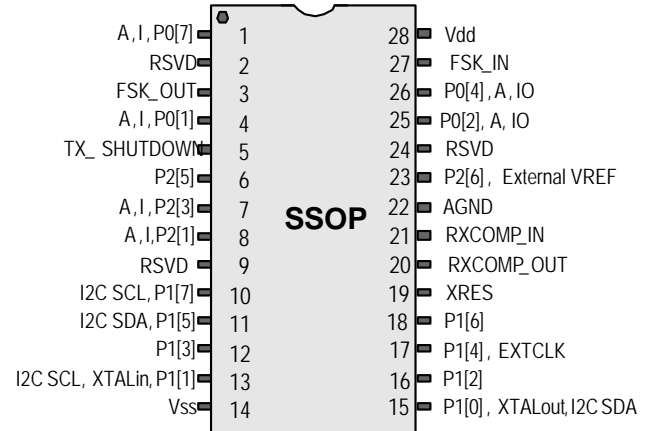 A, I, P0[7] 1 28 Vdd
RSVD 2 27 FSK_IN
FSK_OUT 3 26 P0[4], A, IO
A, I, P0[1] 4 25 P0[2], A, IO
TX_ SHUTDOWN 5 24 RSVD
P2[5] 6 23 P2[6], External VREF
A, I, P2[3] 7 SSOP 22 AGND
A, I, P2[1] 8 21 RXCOMP_IN
RSVD 9 20 RXCOMP_OUT
I2C SCL, P1[7] 10 19 XRES
I2C SDA, P1[5] 11 18 P1[6]
P1[3] 12 17 P1[4], EXTCLK
I2C SCL, XTALin, P1[1] 13 16 P1[2]
Vss 14 15 P1[0], XTALout, I2C SDA